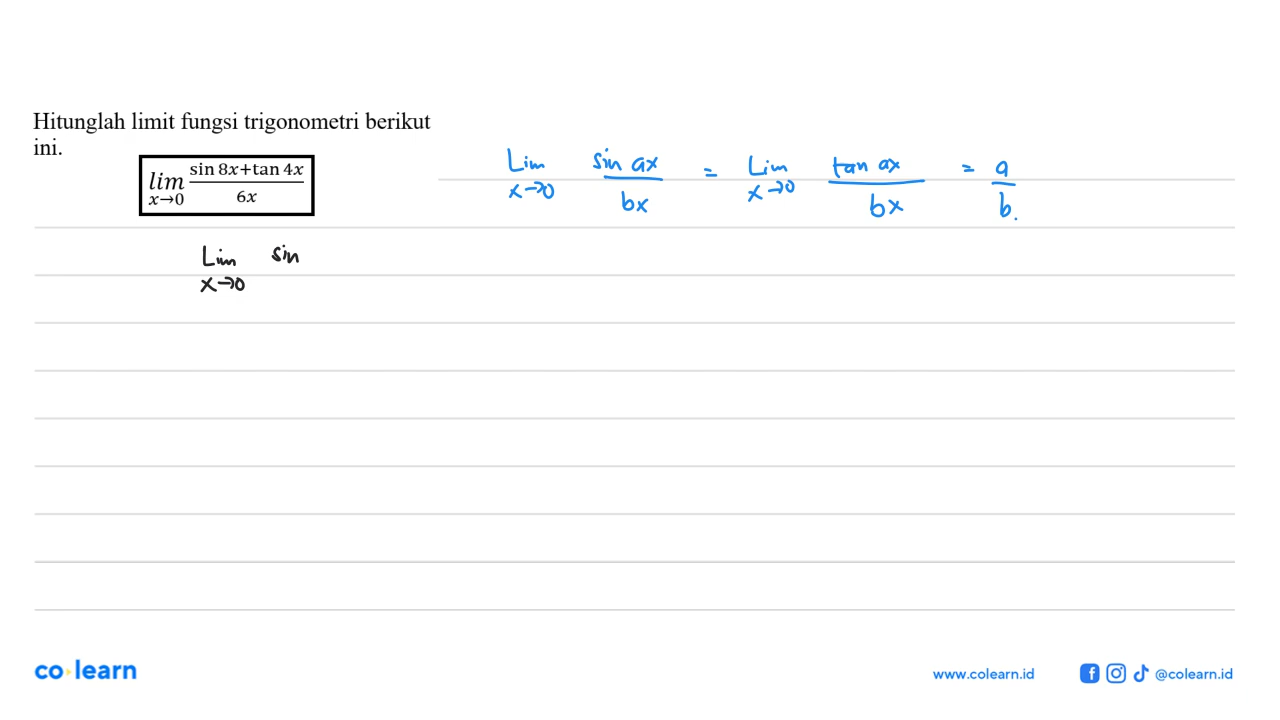 Hitunglah limit fungsi trigonometri berikut
ini.
lim x→0 sin 8x+tan 4x / 6x
Lim x→0 sin ax / bx = Lim x→0 tan ax / bx = a / b.
Lim x→0 sin
co learn
www.colearn.id @colearn.id